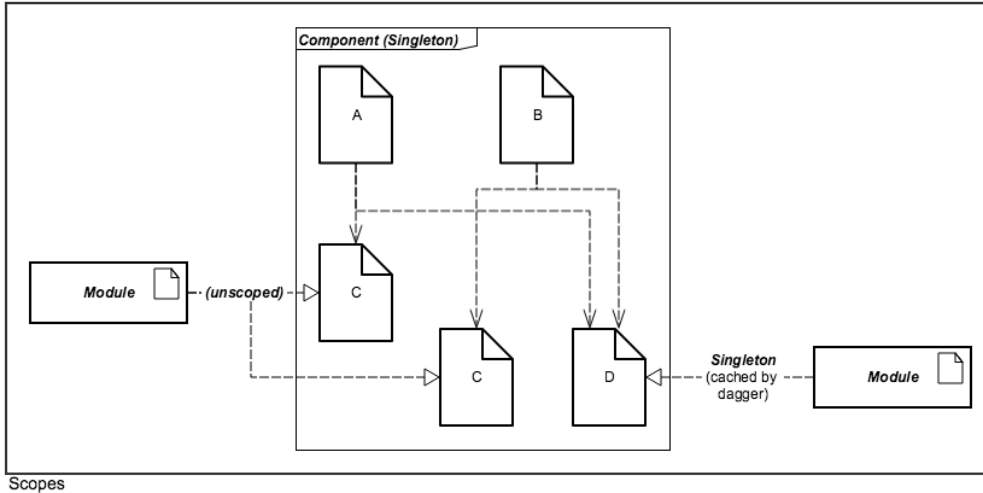 Component (Singleton)
A
B
Module
(unscoped)
C
C
D
Singleton
(cached by
dagger)
Module
Scopes